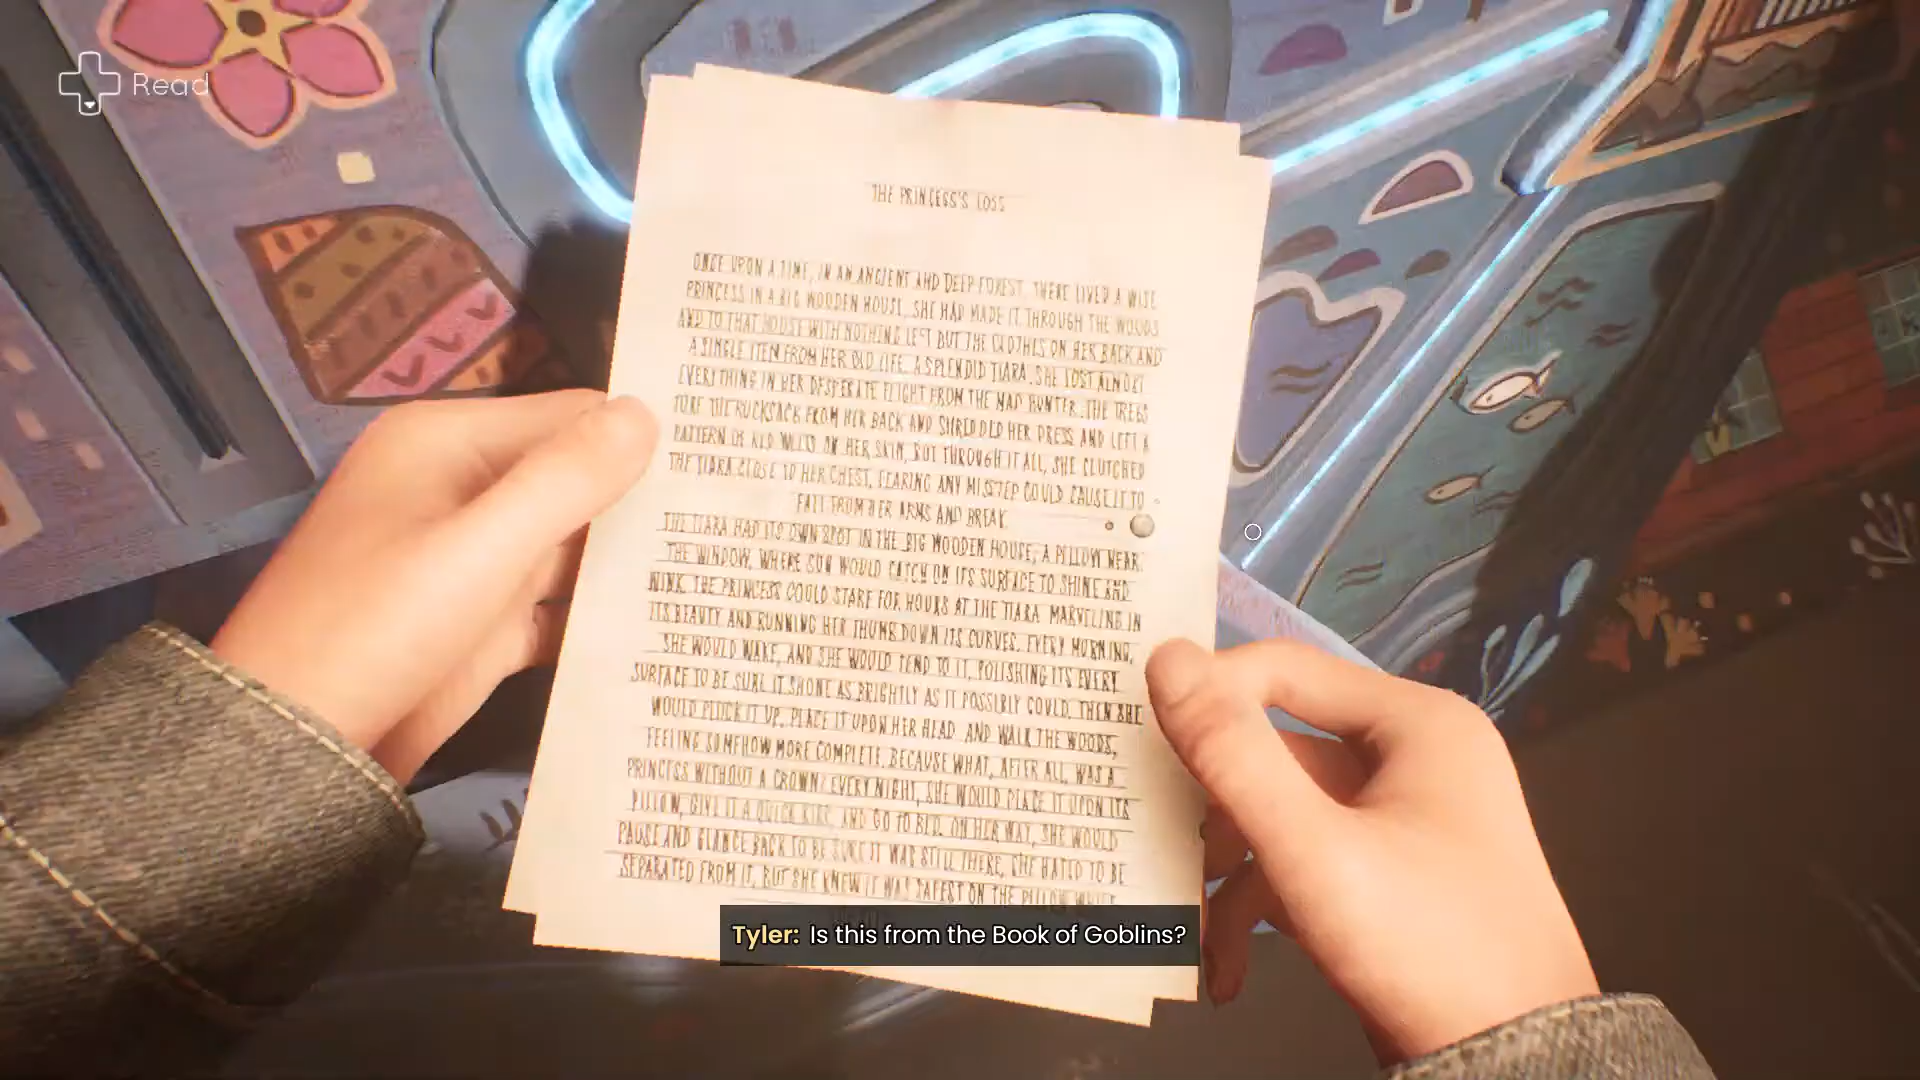 Read
THE PRINCESS'S LOSS
ONCE UPON A TIME, IN AN ANCIENT AND DEEP FOREST, THERE LIVED A WISE
PRINCESS IN A BIG WOODEN HOUSE. SHE HAD MADE IT THROUGH THE WOODS
AND TO THAT HOUSE WITH NOTHING LEFT BUT THE CLOTHES ON HER BACK AND
A SINGLE ITEM FROM HER OLD LIFE, A SPLENDID TIARA. SHE LOST ALMOST
EVERYTHING IN HER DESPERATE FLIGHT FROM THE MAD HUNTER. THE TREES
TORE THE RUCKSACK FROM HER BACK AND SHREDDED HER DRESS AND LEFT A
PATTERN OF RED WELTS ON HER SKIN, BUT THROUGH IT ALL, SHE CLUTCHED
THE TIARA CLOSE TO HER CHEST, FEARING ANY MISSTEP COULD CAUSE IT TO
FALL FROM HER ARMS AND BREAK.
THE TIARA HAD ITS OWN SPOT IN THE BIG WOODEN HOUSE, A PILLOW NEAR
THE WINDOW, WHERE SUN WOULD CATCH ON ITS SURFACE TO SHINE AND
WINK. THE PRINCESS COULD STARE FOR HOURS AT THE TIARA, MARVELING IN
ITS BEAUTY AND RUNNING HER THUMB DOWN ITS CURVES. EVERY MORNING,
SHE WOULD WAKE, AND SHE WOULD TEND TO IT, POLISHING ITS EVERY
SURFACE TO BE SURE IT SHONE AS BRIGHTLY AS IT POSSIBLY COULD. THEN SHE
WOULD PLUCK IT UP, PLACE IT UPON HER HEAD, AND WALK THE WOODS,
FEELING SOMEHOW MORE COMPLETE. BECAUSE WHAT, AFTER ALL, WAS A
PRINCESS WITHOUT A CROWN? EVERY NIGHT, SHE WOULD PLACE IT UPON ITS
PILLOW, GIVE IT A QUICK KISS, AND GO TO BED. ON HER WAY, SHE WOULD
PAUSE AND GLANCE BACK TO BE SURE IT WAS STILL THERE. SHE HATED TO BE
SEPARATED FROM IT, BUT SHE KNEW IT WAS SAFEST ON THE PILLOW WHILE
Tyler: Is this from the Book of Goblins?